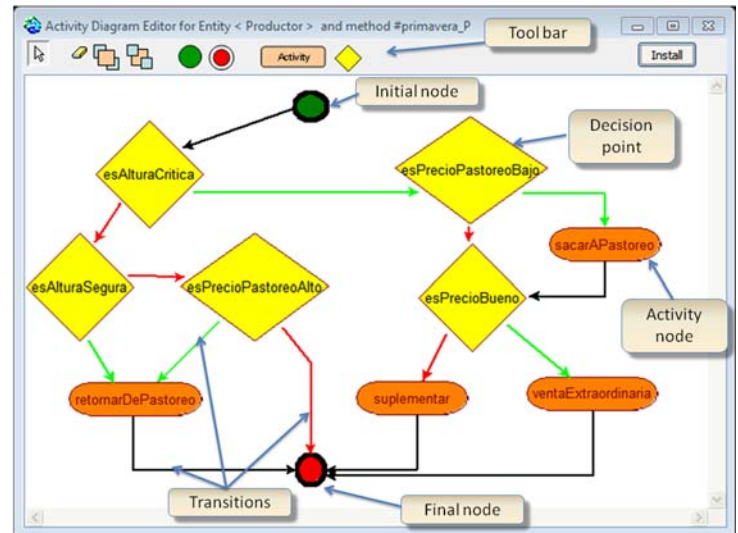 Activity Diagram Editor for Entity < Productor > and method #primavera_P
Tool bar
Activity
Install
Initial node
Decision
point
esAlturaCritica
esPrecioPastoreoBajo
sacarAPastoreo
esAlturaSegura
esPrecioPastoreoAlto
esPrecioBueno
Activity
node
retornarDePastoreo
suplementar
ventaExtraordinaria
Transitions
Final node